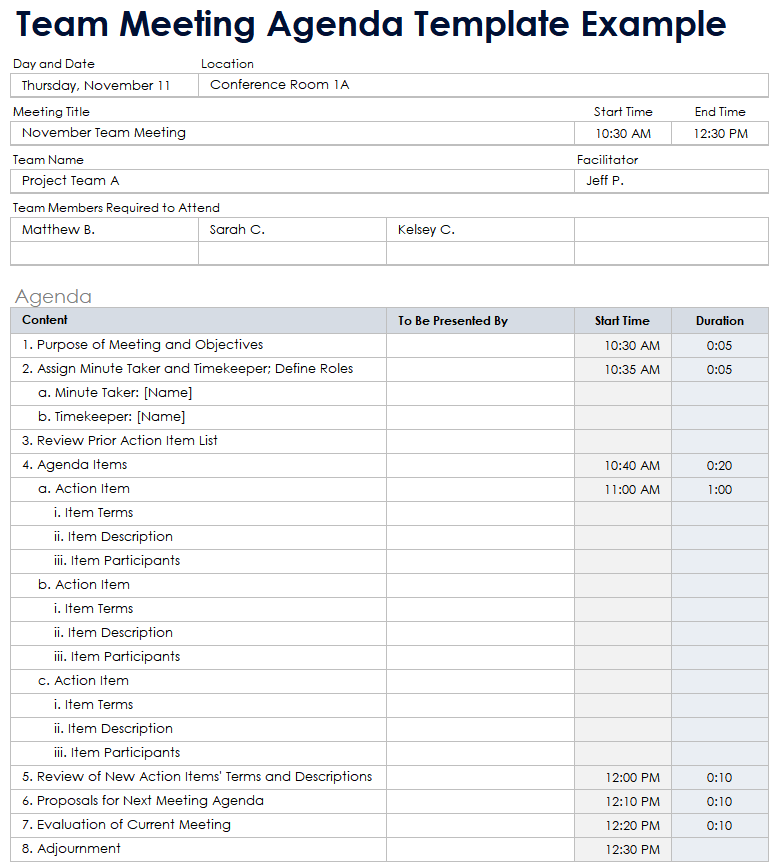 Team Meeting Agenda Template Example
Day and Date Location
Thursday, November 11 Conference Room 1A
Meeting Title Start Time End Time
November Team Meeting 10:30 AM 12:30 PM
Team Name Facilitator
Project Team A Jeff P.
Team Members Required to Attend
Matthew B. Sarah C. Kelsey C.
Agenda
Content To Be Presented By Start Time Duration
1. Purpose of Meeting and Objectives 10:30 AM 0:05
2. Assign Minute Taker and Timekeeper; Define Roles 10:35 AM 0:05
a. Minute Taker: [Name]
b. Timekeeper: [Name]
3. Review Prior Action Item List
4. Agenda Items 10:40 AM 0:20
a. Action Item 11:00 AM 1:00
i. Item Terms
ii. Item Description
iii. Item Participants
b. Action Item
i. Item Terms
ii. Item Description
iii. Item Participants
c. Action Item
i. Item Terms
ii. Item Description
iii. Item Participants
5. Review of New Action Items' Terms and Descriptions 12:00 PM 0:10
6. Proposals for Next Meeting Agenda 12:10 PM 0:10
7. Evaluation of Current Meeting 12:20 PM 0:10
8. Adjournment 12:30 PM